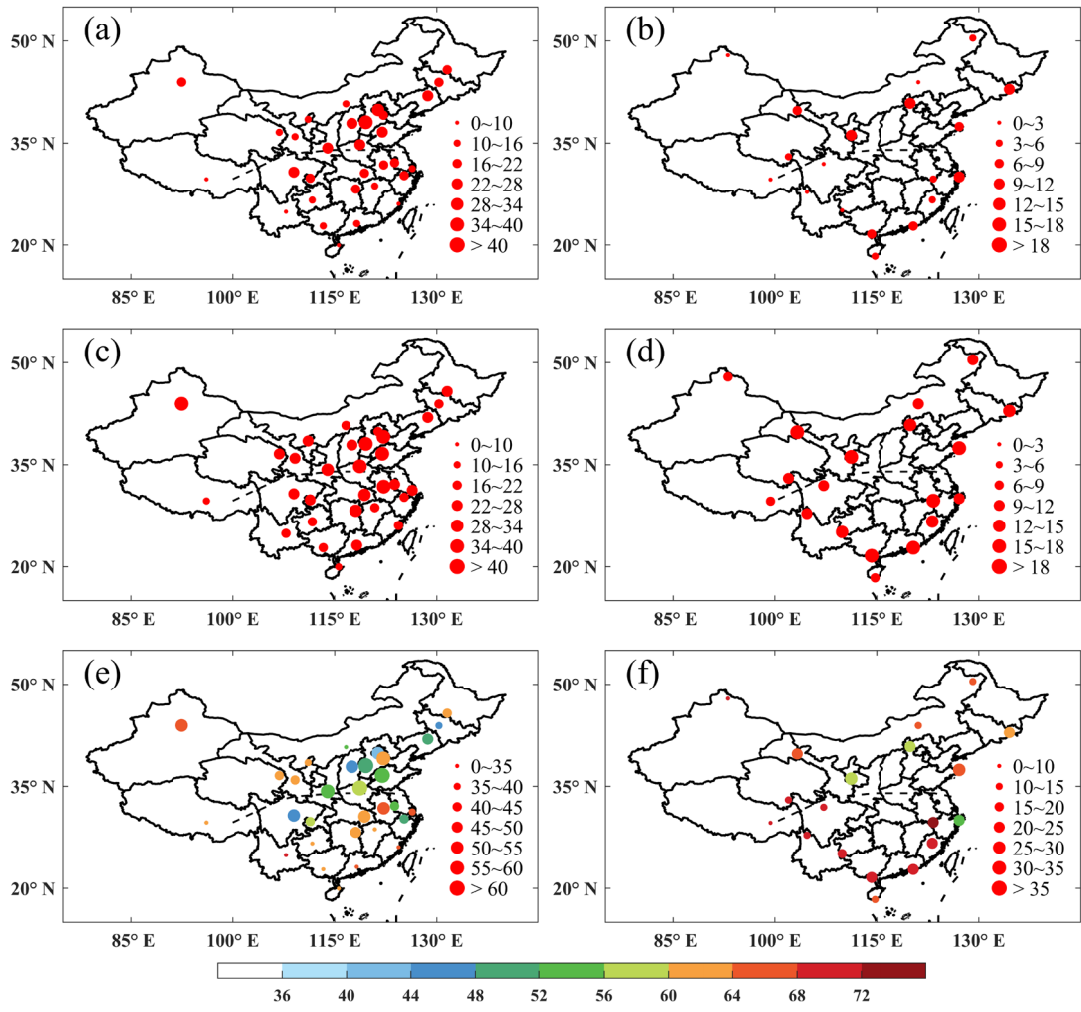 (a)
50° N
35° N
20° N
85° E 100° E 115° E 130° E
0~10
10~16
16~22
22~28
28~34
34~40
> 40
(b)
50° N
35° N
20° N
85° E 100° E 115° E 130° E
0~3
3~6
6~9
9~12
12~15
15~18
> 18
(c)
50° N
35° N
20° N
85° E 100° E 115° E 130° E
0~10
10~16
16~22
22~28
28~34
34~40
> 40
(d)
50° N
35° N
20° N
85° E 100° E 115° E 130° E
0~3
3~6
6~9
9~12
12~15
15~18
> 18
(e)
50° N
35° N
20° N
85° E 100° E 115° E 130° E
0~35
35~40
40~45
45~50
50~55
55~60
> 60
(f)
50° N
35° N
20° N
85° E 100° E 115° E 130° E
0~10
10~15
15~20
20~25
25~30
30~35
> 35
36 40 44 48 52 56 60 64 68 72